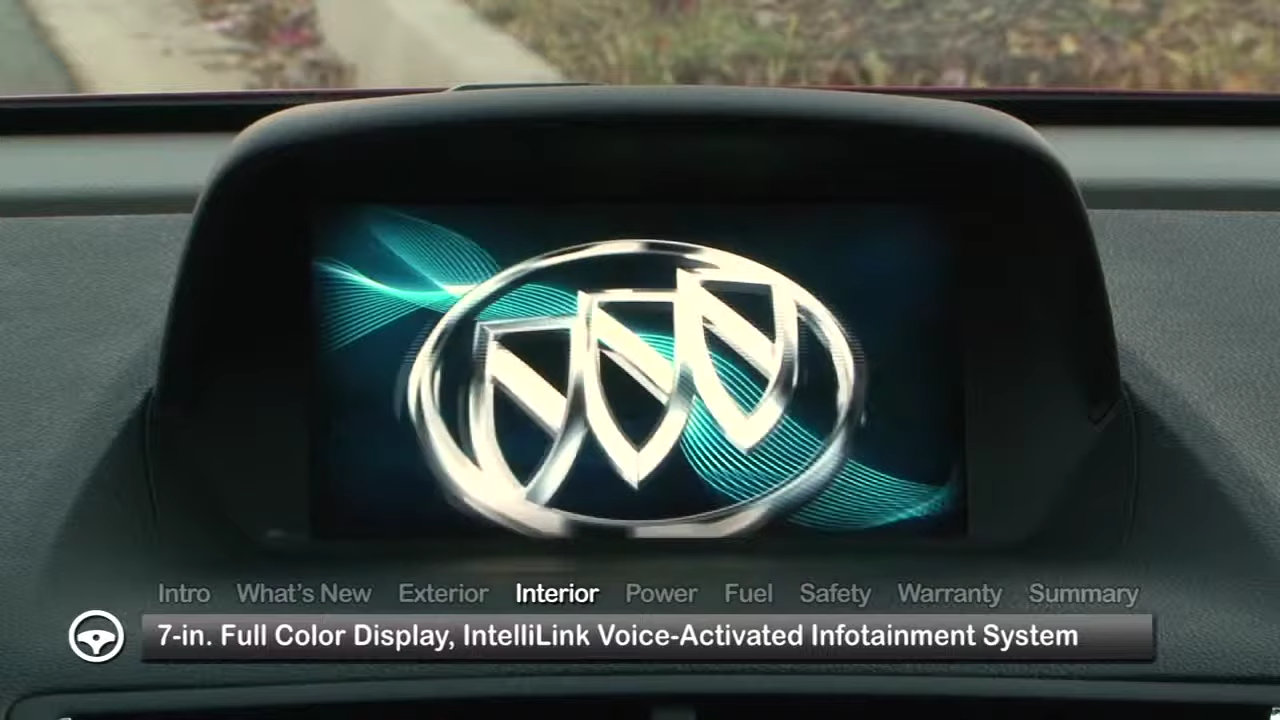 Intro What's New Exterior Interior Power Fuel Safety Warranty Summary
7-in. Full Color Display, IntelliLink Voice-Activated Infotainment System